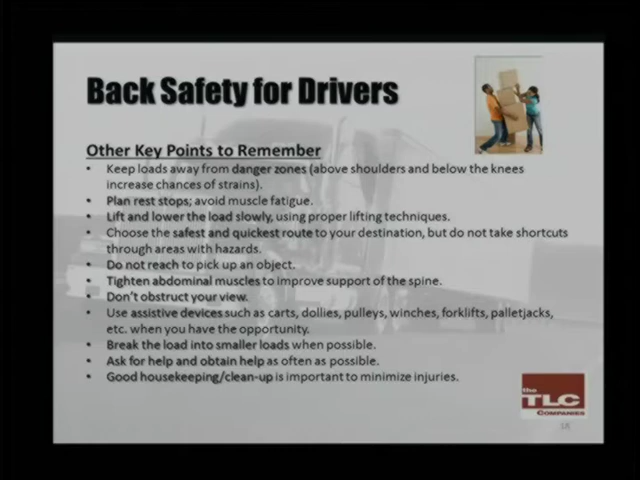 Back Safety for Drivers
Other Key Points to Remember
• Keep loads away from danger zones (above shoulders and below the knees
increase chances of strains).
• Plan rest stops; avoid muscle fatigue.
• Lift and lower the load slowly, using proper lifting techniques.
• Choose the safest and quickest route to your destination, but do not take shortcuts
through areas with hazards.
• Do not reach to pick up an object.
• Tighten abdominal muscles to improve support of the spine.
• Don't obstruct your view.
• Use assistive devices such as carts, dollies, pulleys, winches, forklifts, palletjacks,
etc. when you have the opportunity.
• Break the load into smaller loads when possible.
• Ask for help and obtain help as often as possible.
• Good housekeeping/clean-up is important to minimize injuries.
the
TLC
COMPANIES